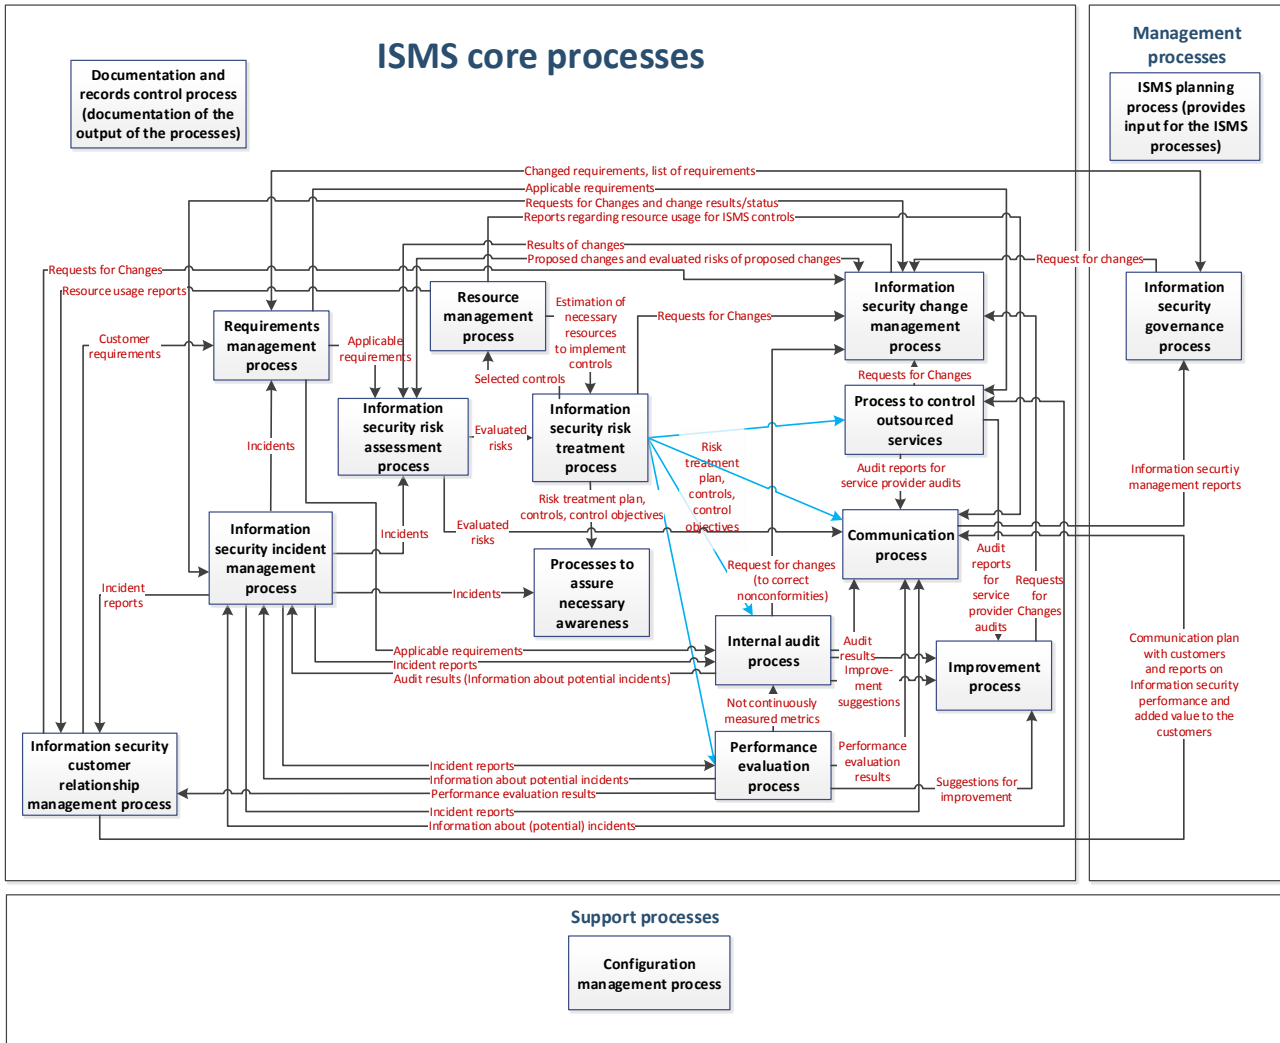 ISMS core processes
Management
processes
Documentation and
records control process
(documentation of the
output of the processes)
ISMS planning
process (provides
input for the ISMS
processes)
Changed requirements, list of requirements
Applicable requirements
Requests for Changes and change results/status
Reports regarding resource usage for ISMS controls
Results of changes
Proposed changes and evaluated risks of proposed changes
Request for changes
Requests for Changes
Resource usage reports
Resource
management
process
Estimation of
necessary
resources
to implement
controls
Information
security change
management
process
Information
security
governance
process
Requirements
management
process
Requests for Changes
Customer
requirements
Applicable
requirements
Selected controls
Requests for Changes
Information
security risk
assessment
process
Evaluated
risks
Information
security risk
treatment
process
Process to control
outsourced
services
Incidents
Risk
treatment
plan,
controls,
control
objectives
Audit reports for
service provider audits
Information securtiy
management reports
Risk treatment plan,
controls, control objectives
Information
security incident
management
process
Incidents
Evaluated
risks
Communication
process
Processes to
assure
necessary
awareness
Request for changes
(to correct
nonconformities)
Audit
reports
for
service
provider
audits
Requests
for
Changes
Incident
reports
Incidents
Internal audit
process
Audit
results
Improve-
ment
suggestions
Improvement
process
Communication plan
with customers
and reports on
Information security
performance and
added value to the
customers
Applicable requirements
Incident reports
Audit results (Information about potential incidents)
Not continuously
measured metrics
Information security
customer
relationship
management process
Performance
evaluation
process
Performance
evaluation
results
Incident reports
Information about potential incidents
Performance evaluation results
Suggestions for
improvement
Incident reports
Information about (potential) incidents
Support processes
Configuration
management process